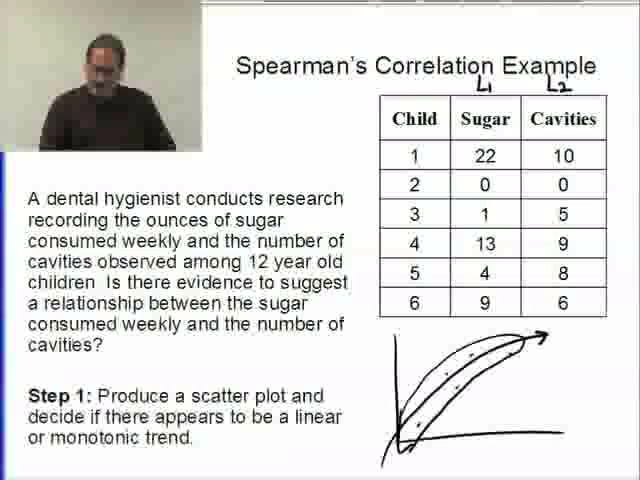 Spearman's Correlation Example
L1 L2
Child Sugar Cavities
1 22 10
2 0 0
3 1 5
4 13 9
5 4 8
6 9 6
A dental hygienist conducts research
recording the ounces of sugar
consumed weekly and the number of
cavities observed among 12 year old
children Is there evidence to suggest
a relationship between the sugar
consumed weekly and the number of
cavities?
Step 1: Produce a scatter plot and
decide if there appears to be a linear
or monotonic trend.